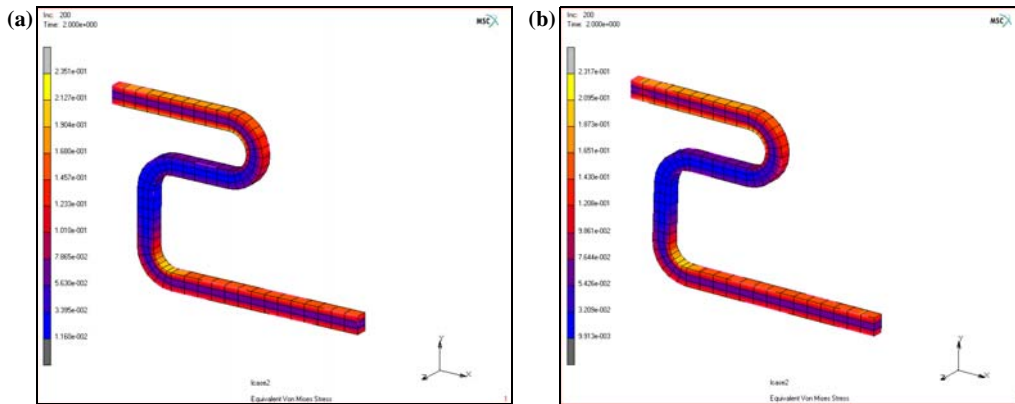 (a)
Inc: 200
Time: 2.000e+000
MSC
2.351e-001
2.127e-001
1.904e-001
1.680e-001
1.457e-001
1.233e-001
1.010e-001
7.865e-002
5.630e-002
3.395e-002
1.160e-002
Y
Z
X
lcase2
Equivalent Von Mises Stress
1
(b)
Inc: 200
Time: 2.000e+000
MSC
2.317e-001
2.095e-001
1.873e-001
1.651e-001
1.430e-001
1.208e-001
9.861e-002
7.644e-002
5.426e-002
3.209e-002
9.913e-003
Y
Z
X
lcase2
Equivalent Von Mises Stress